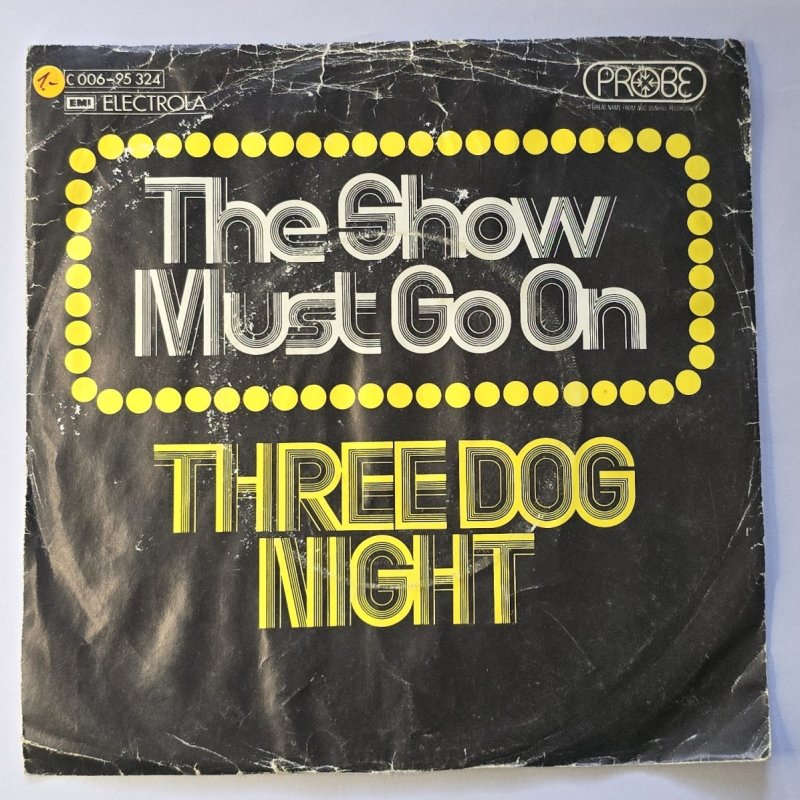 1.-
C 006-95 324
EMI ELECTROLA
PROBE
The Show
Must Go On
THREE DOG
NIGHT